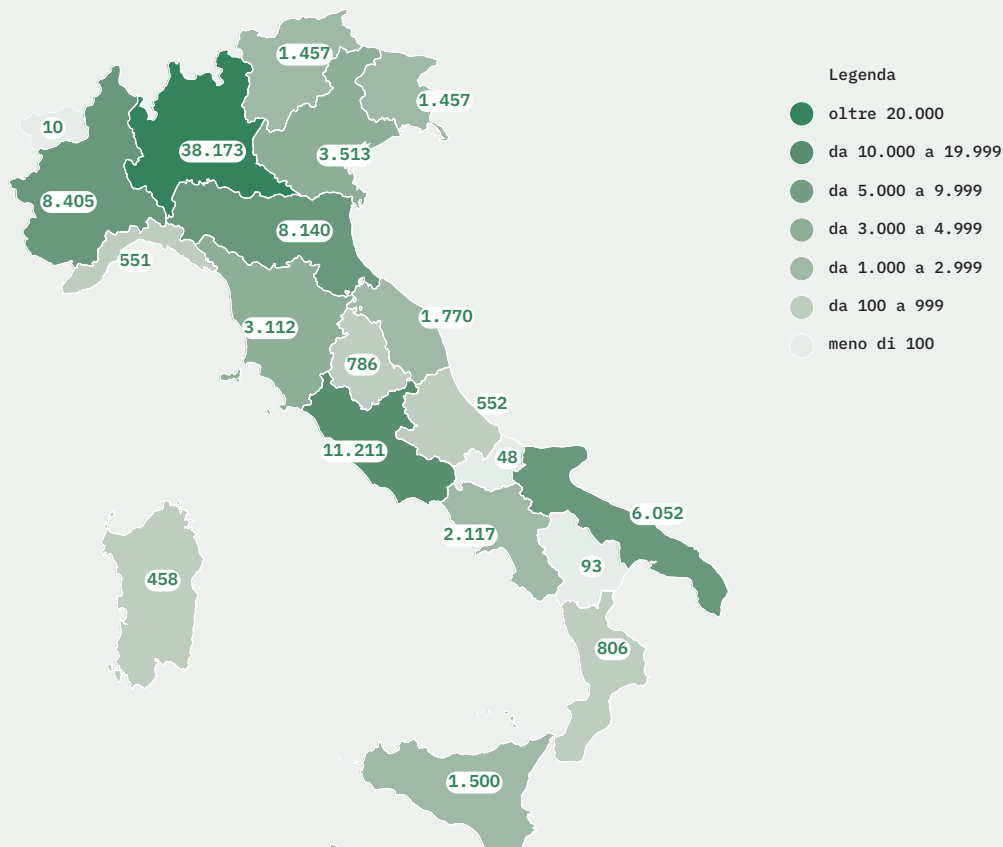 1.457
Legenda
1.457
oltre 20.000
10
38.173
3.513
da 10.000 a 19.999
8.405
da 5.000 a 9.999
8.140
da 3.000 a 4.999
551
da 1.000 a 2.999
3.112
1.770
da 100 a 999
786
meno di 100
552
11.211
48
2.117
6.052
458
93
806
1.500